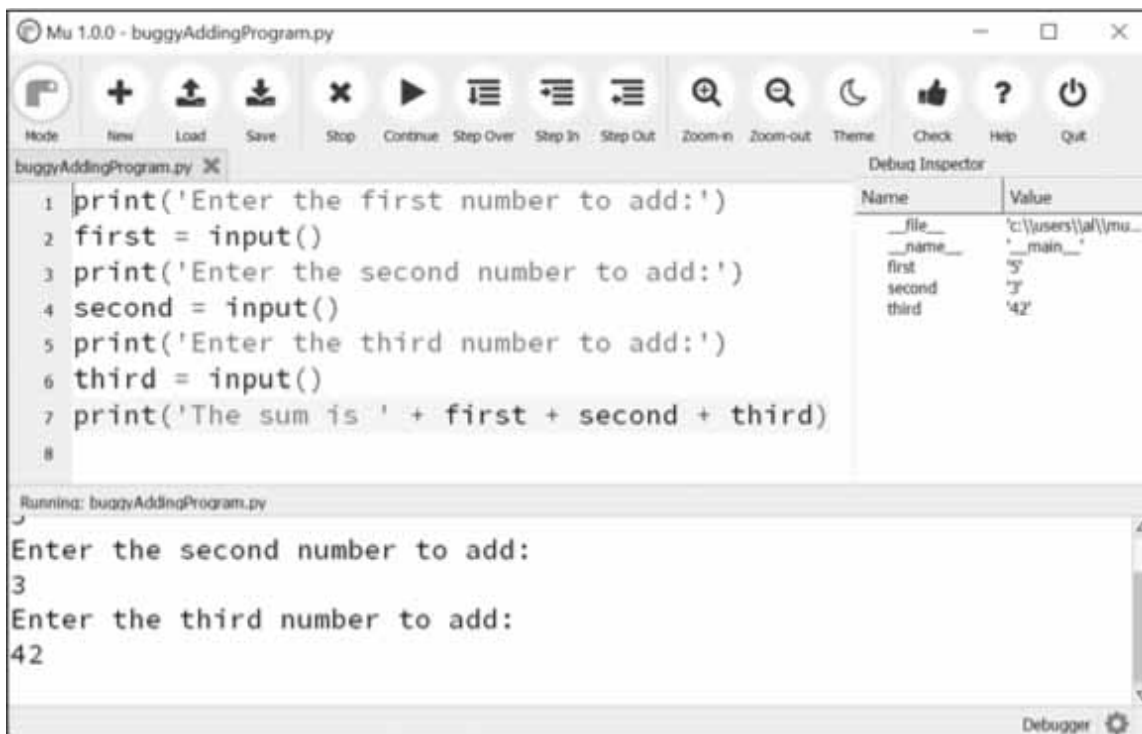 Mu 1.0.0 - buggyAddingProgram.py
Mode New Load Save Stop Continue Step Over Step In Step Out Zoom-in Zoom-out Theme Check Help Quit
buggyAddingProgram.py
1 print('Enter the first number to add:')
2 first = input()
3 print('Enter the second number to add:')
4 second = input()
5 print('Enter the third number to add:')
6 third = input()
7 print('The sum is ' + first + second + third)
8
Debug Inspector
Name Value
__file__ 'c:\\users\\al\\mu...
__name__ '__main__'
first '5'
second '3'
third '42'
Running: buggyAddingProgram.py
Enter the second number to add:
3
Enter the third number to add:
42
Debugger